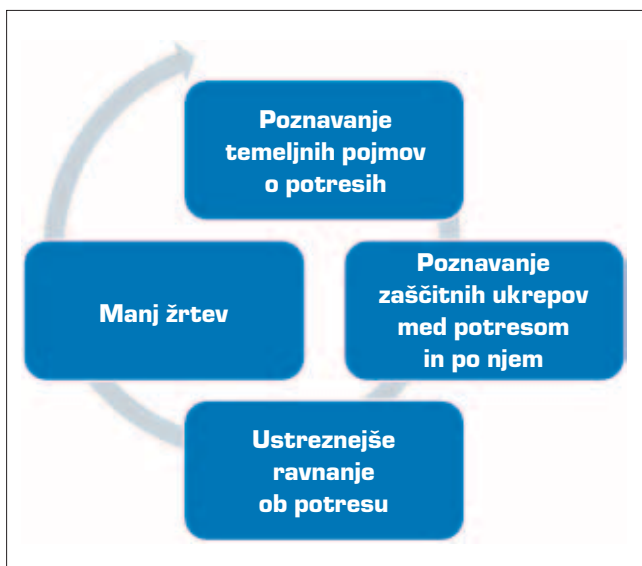 Poznavanje
temeljnih pojmov
o potresih
Poznavanje
zaščitnih ukrepov
med potresom
in po njem
Ustreznejše
ravnanje
ob potresu
Manj žrtev